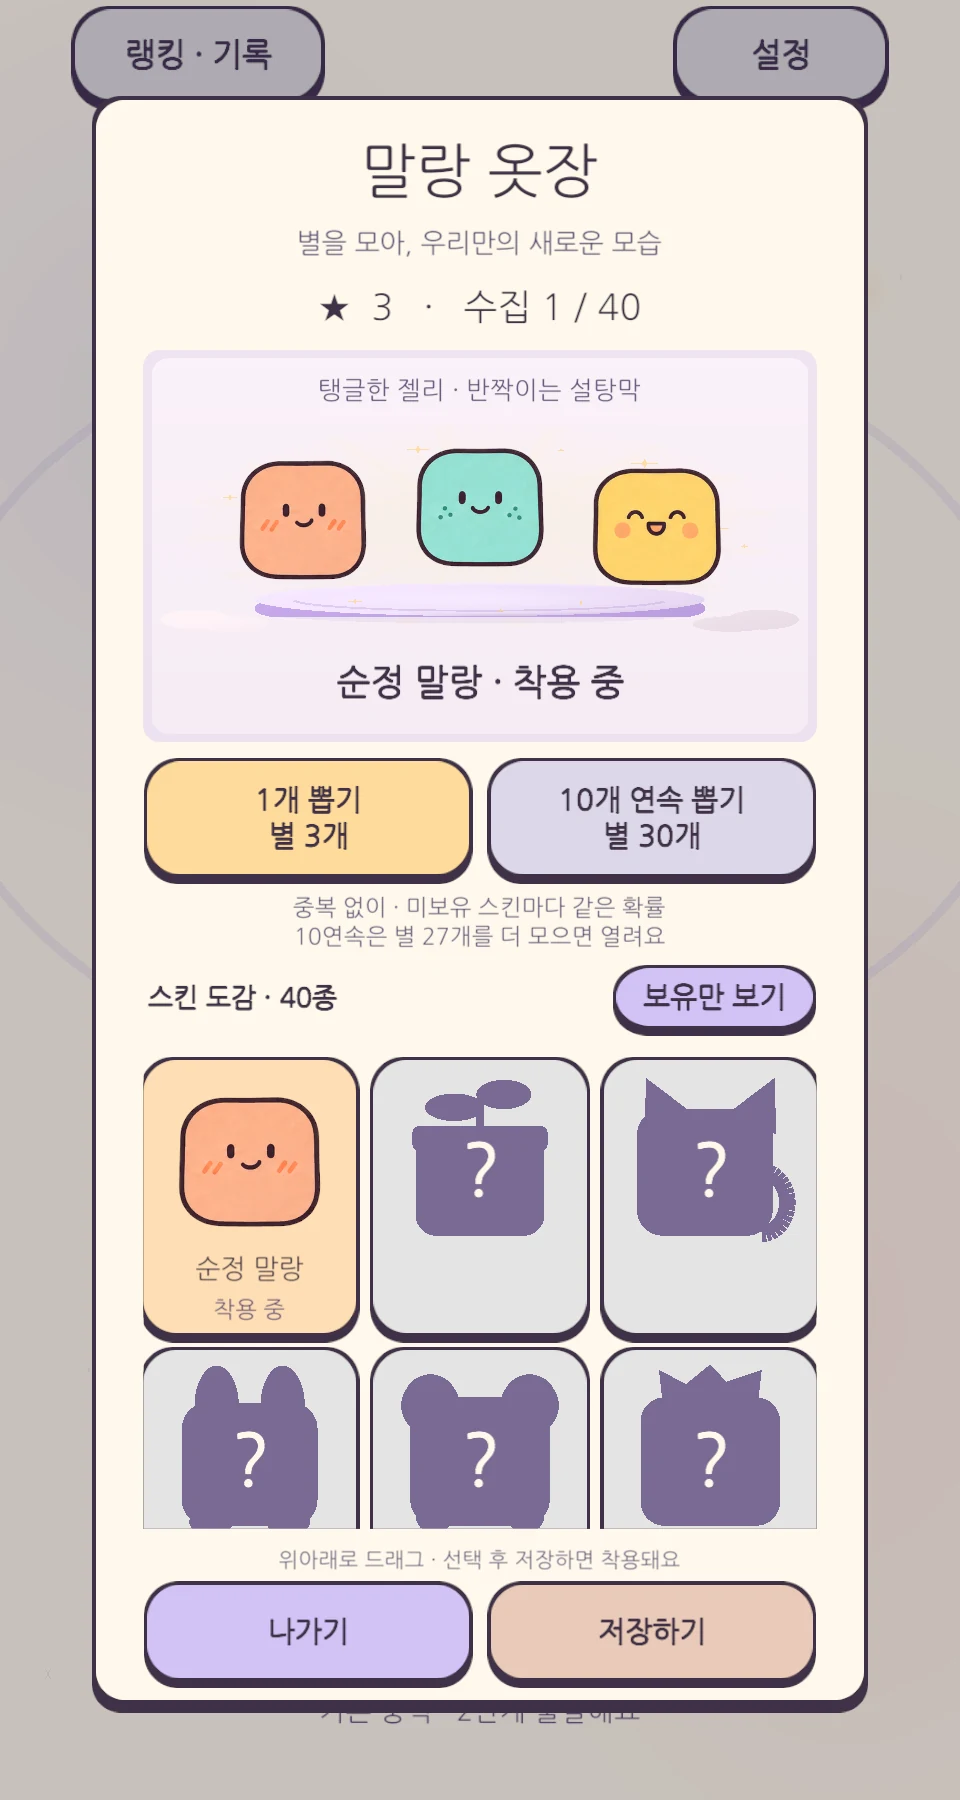 랭킹 · 기록
설정
말랑 옷장
별을 모아, 우리만의 새로운 모습
★ 3 · 수집 1 / 40
탱글한 젤리 · 반짝이는 설탕막
순정 말랑 · 착용 중
1개 뽑기
별 3개
10개 연속 뽑기
별 30개
중복 없이 · 미보유 스킨마다 같은 확률
10연속은 별 27개를 더 모으면 열려요
스킨 도감 · 40종
보유만 보기
?
?
순정 말랑
착용 중
?
?
?
위아래로 드래그 · 선택 후 저장하면 착용돼요
나가기
저장하기